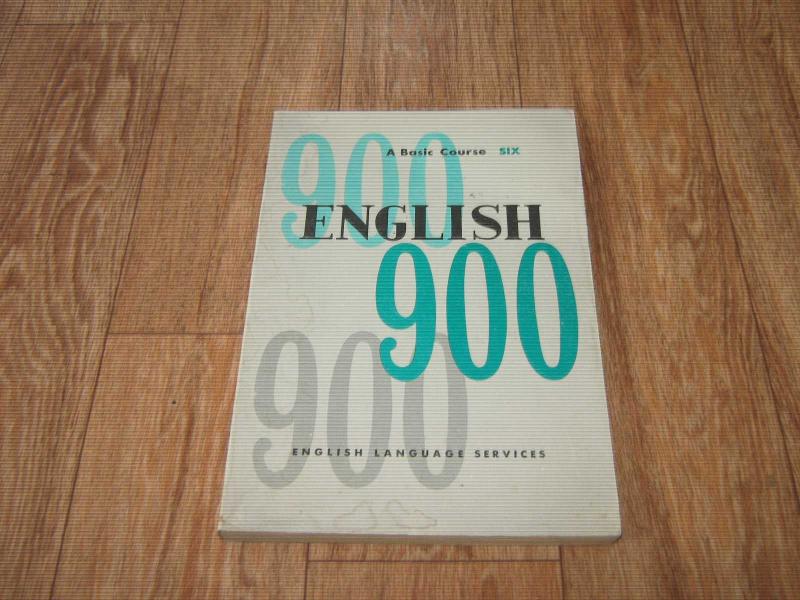 A Basic Course SIX
900
ENGLISH
900
900
ENGLISH LANGUAGE SERVICES